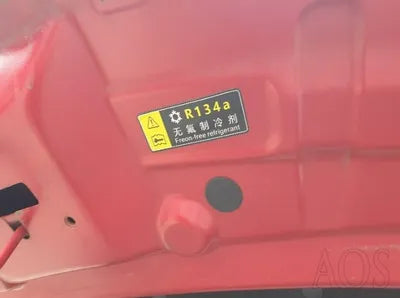 R134a
无氟制冷剂
Freon-free refrigerant
AOS